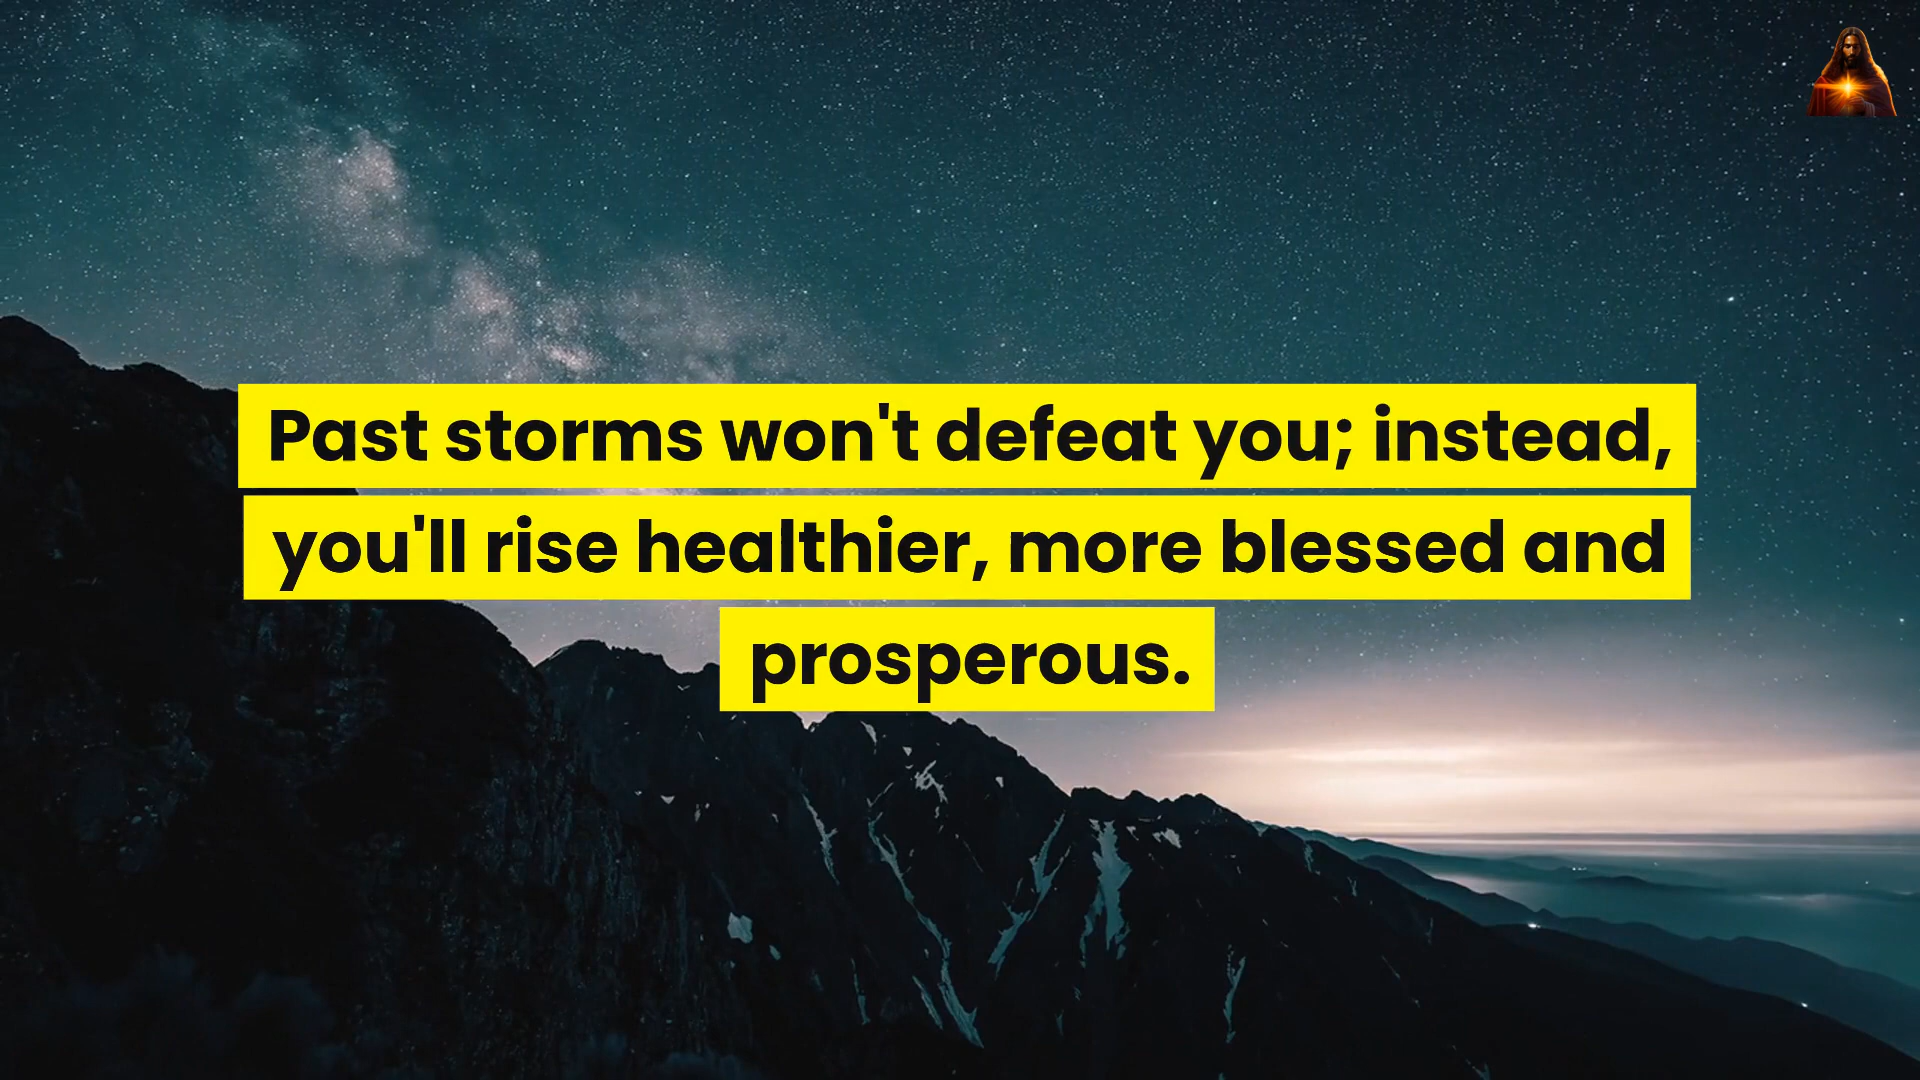 Past storms won't defeat you; instead,
you'll rise healthier, more blessed and
prosperous.